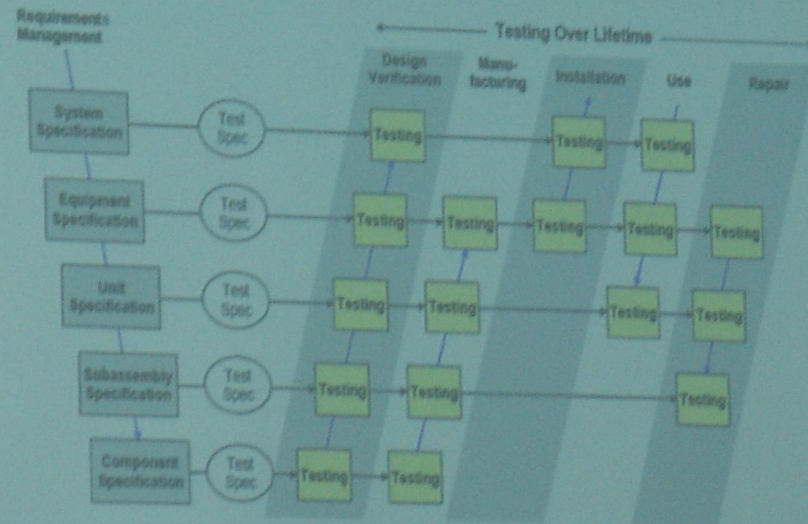 Requirements
Management
Testing Over Lifetime
Design
Verification
Manu-
facturing
Installation
Use
Repair
System
Specification
Test
Spec
Testing
Testing
Testing
Equipment
Specification
Test
Spec
Testing
Testing
Testing
Testing
Testing
Unit
Specification
Test
Spec
Testing
Testing
Testing
Testing
Subassembly
Specification
Test
Spec
Testing
Testing
Testing
Component
Specification
Test
Spec
Testing
Testing